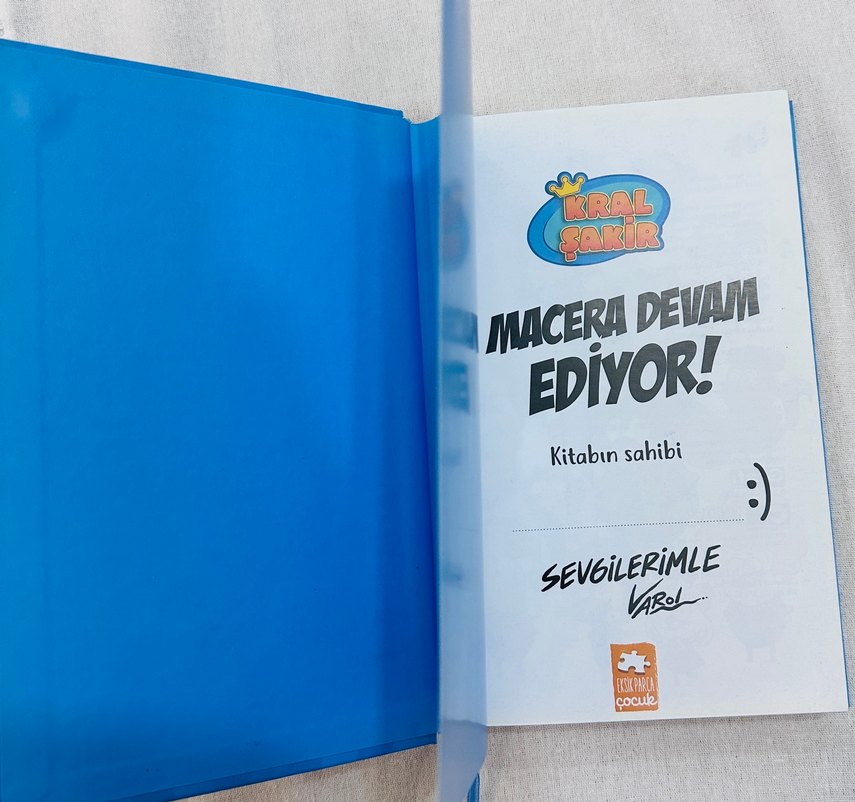 KRAL
ŞAKİR
MACERA DEVAM
EDİYOR!
Kitabın sahibi
:)
SEVGİLERİMLE
VAROL
EKSİK PARÇA
çocuk